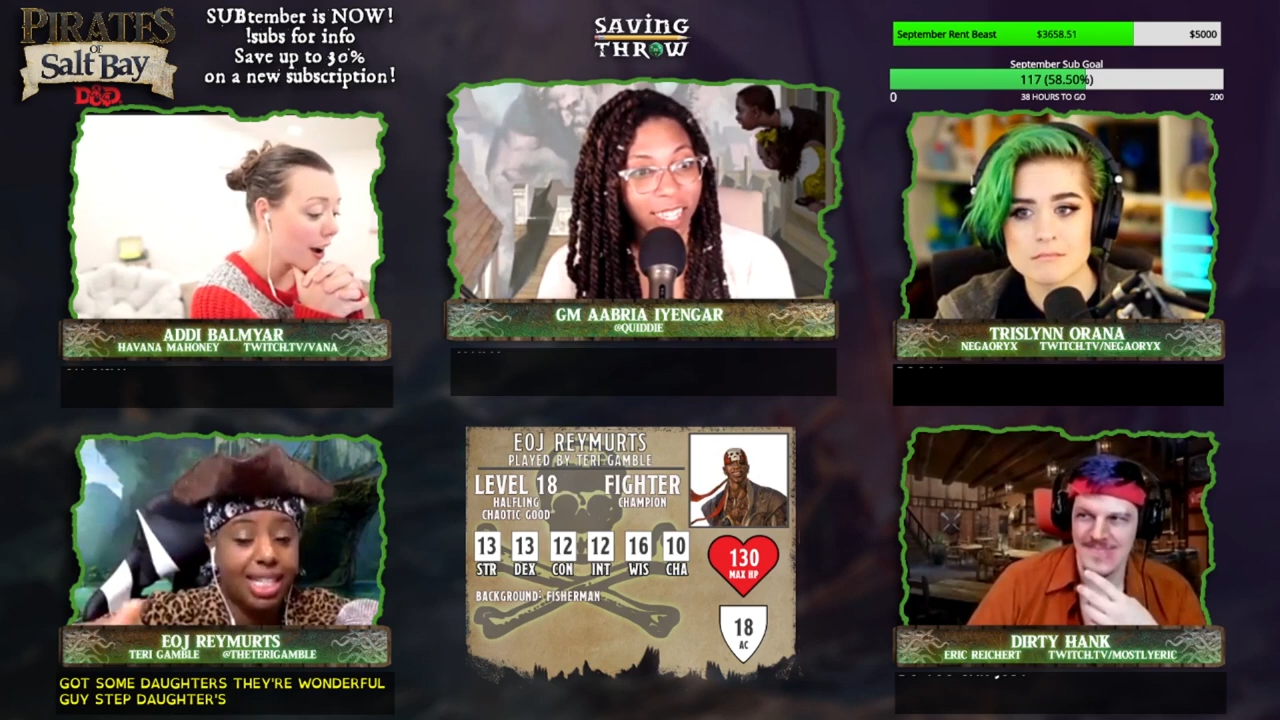 PIRATES
OF
Salt Bay
D&D
SUBtember is NOW!
!subs for info
Save up to 30%
on a new subscription!
SAVING
THROW
September Rent Beast $3658.51 $5000
September Sub Goal
117 (58.50%)
0 38 HOURS TO GO 200
ADDI BALMYAR
HAVANA MAHONEY TWITCH.TV/VANA
GM AABRIA IYENGAR
@QUIDDIE
TRISLYNN ORANA
NEGAORYX TWITCH.TV/NEGAORYX
EOJ REYMURTS
PLAYED BY TERI GAMBLE
LEVEL 18 FIGHTER
HALFLING CHAMPION
CHAOTIC GOOD
13 13 12 12 16 10
STR DEX CON INT WIS CHA
130
MAX HP
BACKGROUND: FISHERMAN
18
AC
EOJ REYMURTS
TERI GAMBLE @THETERIGAMBLE
DIRTY HANK
ERIC REICHERT TWITCH.TV/MOSTLYERIC
GOT SOME DAUGHTERS THEY'RE WONDERFUL
GUY STEP DAUGHTER'S